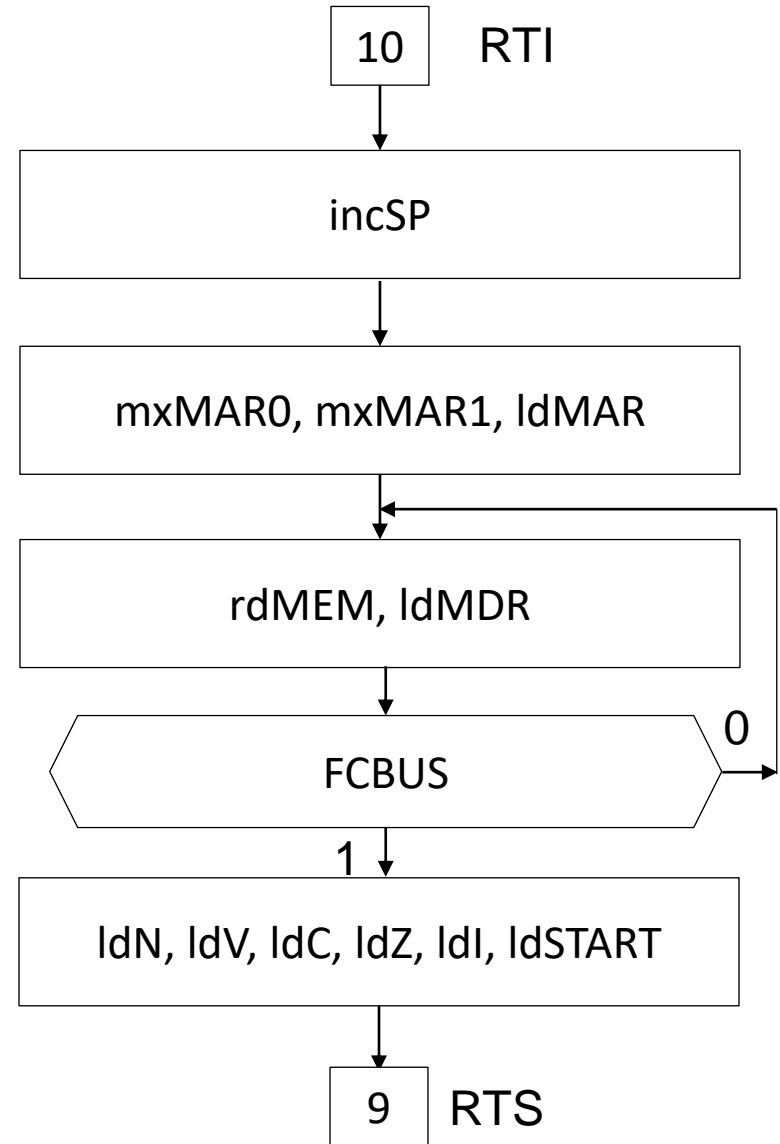 10 RTI
incSP
mxMAR0, mxMAR1, ldMAR
rdMEM, ldMDR
0
FCBUS
1
ldN, ldV, ldC, ldZ, ldI, ldSTART
9 RTS